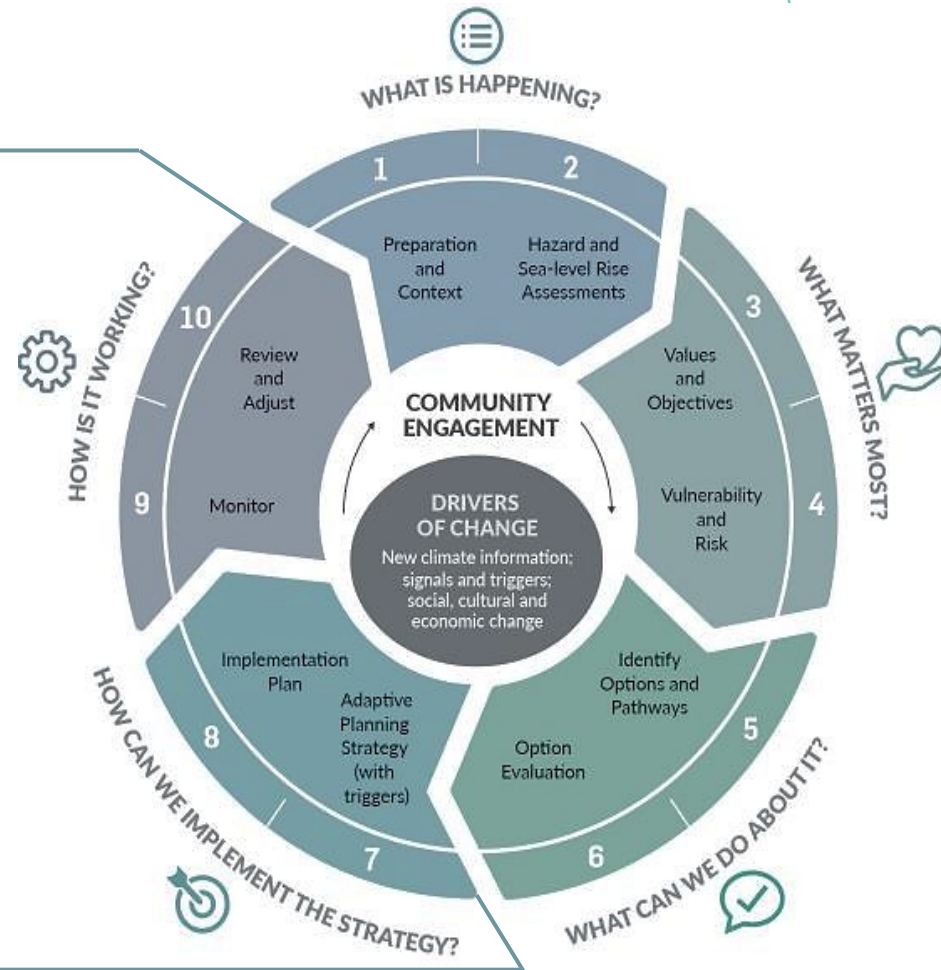 WHAT IS HAPPENING?
1
2
Preparation
and
Context
Hazard and
Sea-level Rise
Assessments
WHAT MATTERS MOST?
3
Values
and
Objectives
4
Vulnerability
and
Risk
WHAT CAN WE DO ABOUT IT?
5
Identify
Options and
Pathways
6
Option
Evaluation
HOW CAN WE IMPLEMENT THE STRATEGY?
7
Adaptive
Planning
Strategy
(with
triggers)
8
Implementation
Plan
HOW IS IT WORKING?
9
Monitor
10
Review
and
Adjust
COMMUNITY
ENGAGEMENT
DRIVERS
OF CHANGE
New climate information;
signals and triggers;
social, cultural and
economic change